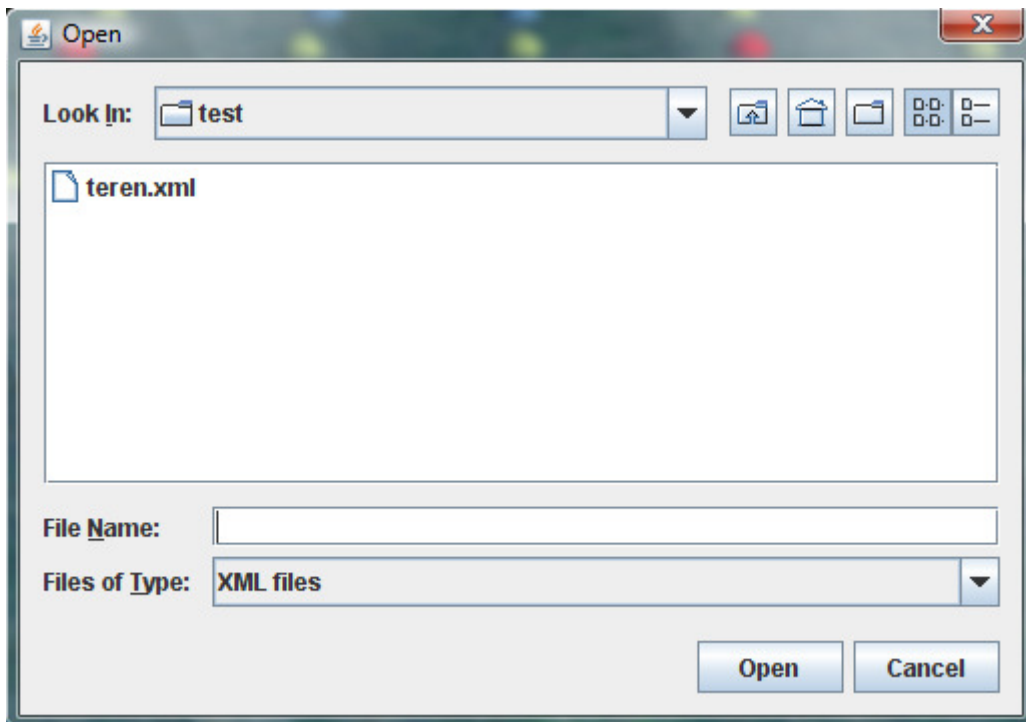 Open
Look In: test
teren.xml
File Name:
Files of Type: XML files
Open Cancel